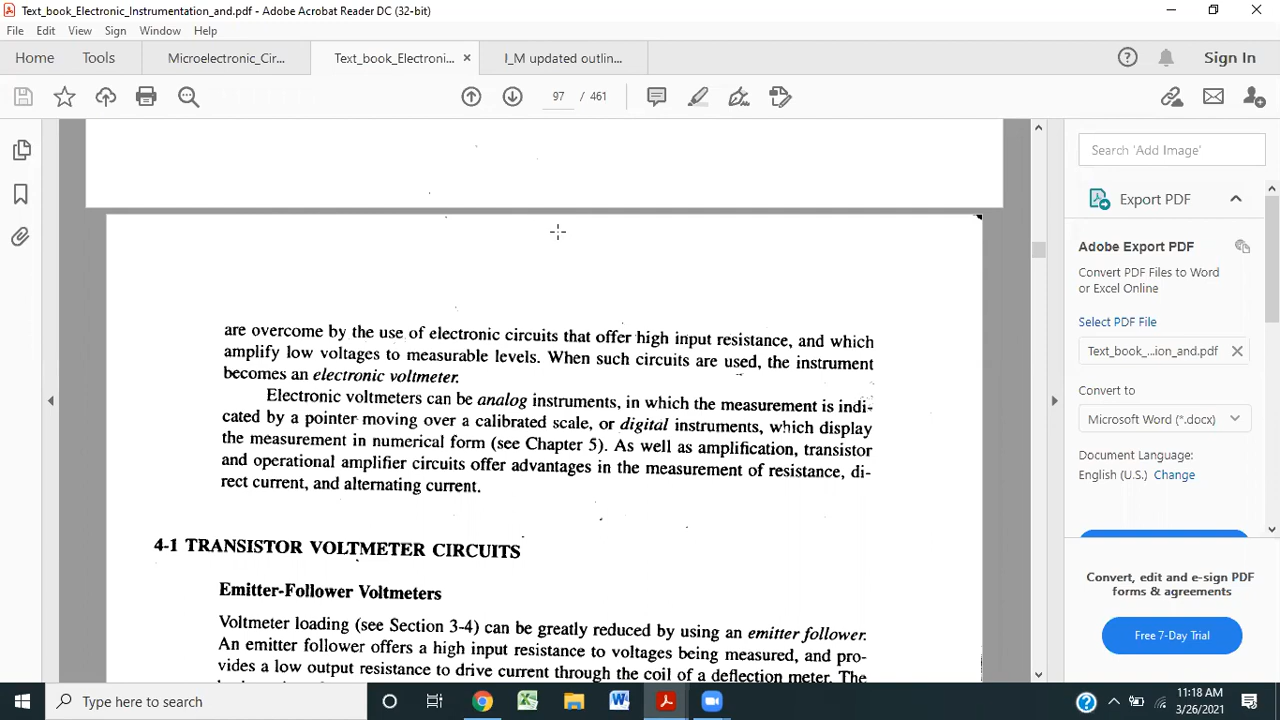 Text_book_Electronic_Instrumentation_and.pdf - Adobe Acrobat Reader DC (32-bit)
File Edit View Sign Window Help
Home Tools Microelectronic_Cir... Text_book_Electroni... I_M updated outlin... Sign In
97 / 461
Search 'Add Image'
Export PDF
Adobe Export PDF
Convert PDF Files to Word
or Excel Online
Select PDF File
Text_book_...ion_and.pdf
Convert to
Microsoft Word (*.docx)
Document Language:
English (U.S.) Change
Convert, edit and e-sign PDF
forms & agreements
Free 7-Day Trial
are overcome by the use of electronic circuits that offer high input resistance, and which
amplify low voltages to measurable levels. When such circuits are used, the instrument
becomes an electronic voltmeter.
Electronic voltmeters can be analog instruments, in which the measurement is indi-
cated by a pointer moving over a calibrated scale, or digital instruments, which display
the measurement in numerical form (see Chapter 5). As well as amplification, transistor
and operational amplifier circuits offer advantages in the measurement of resistance, di-
rect current, and alternating current.
4-1 TRANSISTOR VOLTMETER CIRCUITS
Emitter-Follower Voltmeters
Voltmeter loading (see Section 3-4) can be greatly reduced by using an emitter follower.
An emitter follower offers a high input resistance to voltages being measured, and pro-
vides a low output resistance to drive current through the coil of a deflection meter. The
Type here to search
11:18 AM
3/26/2021